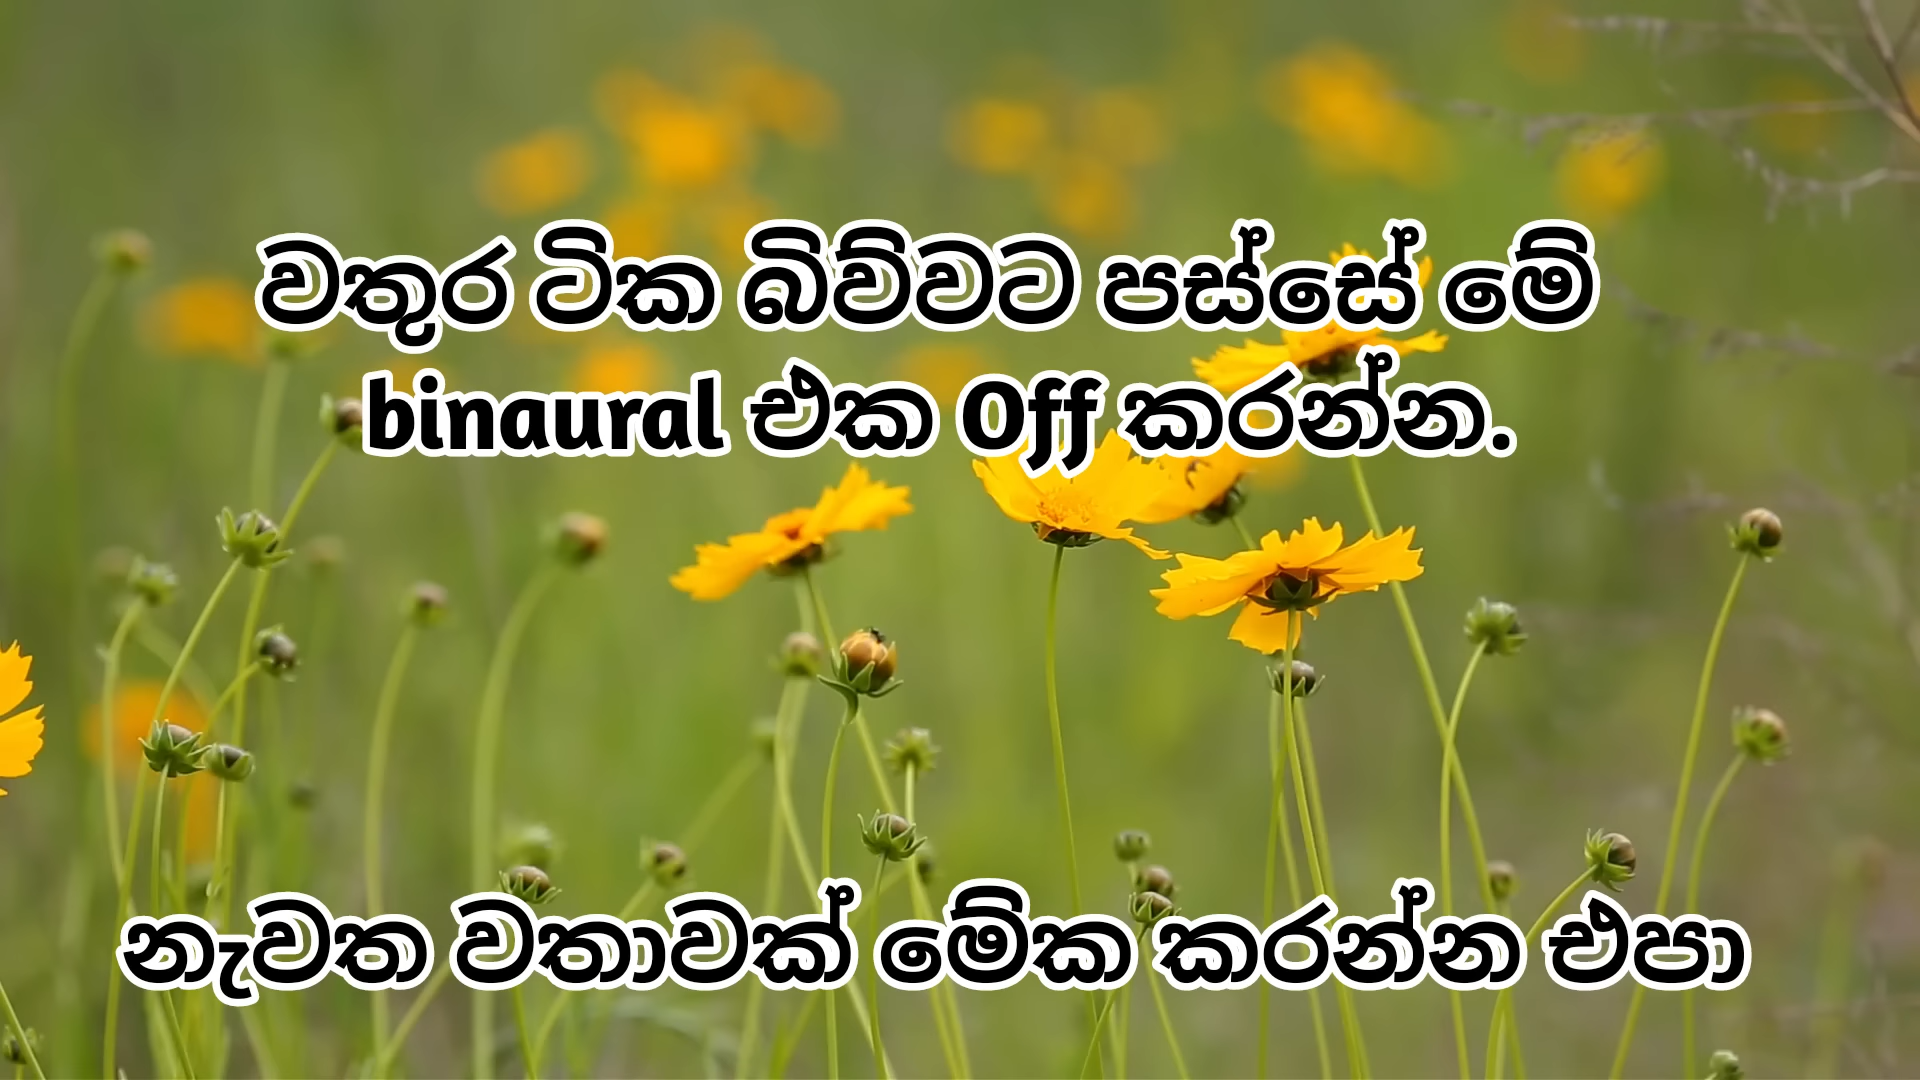 වතුර ටික බිව්වට පස්සේ මේ
binaural එක Off කරන්න.
නැවත වතාවක් මේක කරන්න එපා